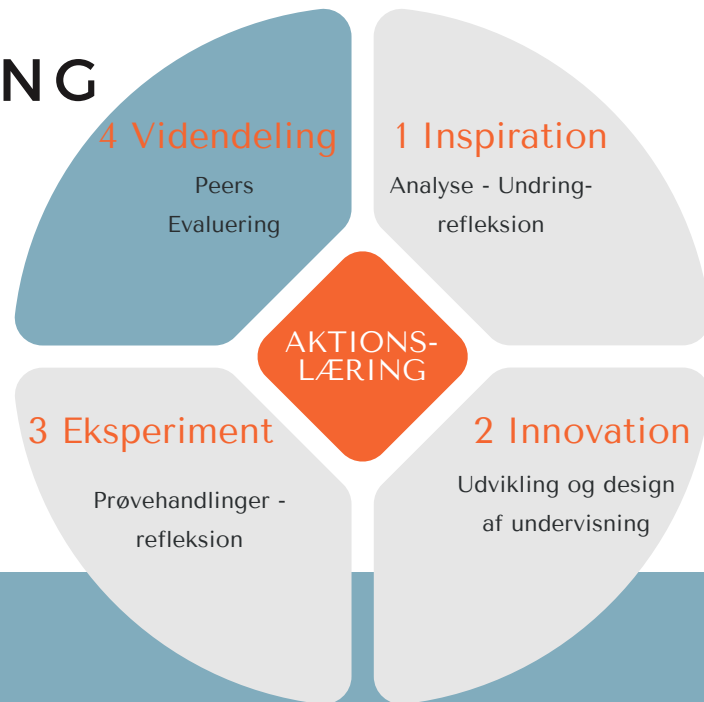 NG
4 Videndeling
Peers
Evaluering
1 Inspiration
Analyse - Undring-
refleksion
AKTIONS-
LÆRING
3 Eksperiment
Prøvehandlinger -
refleksion
2 Innovation
Udvikling og design
af undervisning